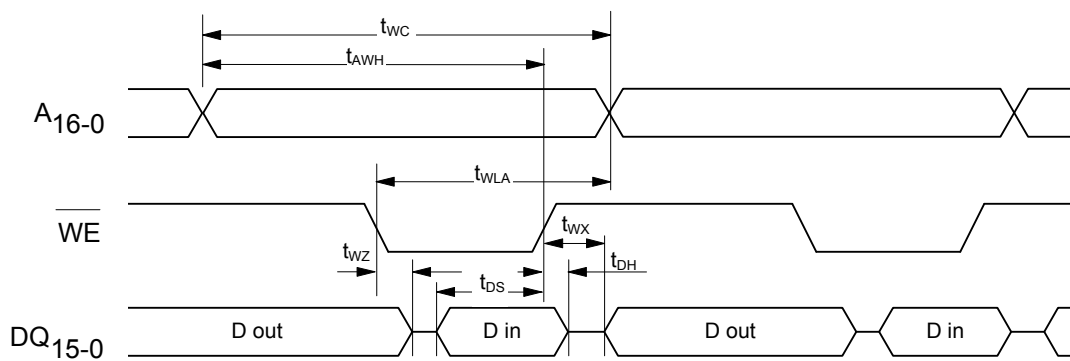 tWC
tAWH
A16-0
tWLA
WE
tWX
tWZ
tDH
tDS
DQ15-0
D out
D in
D out
D in